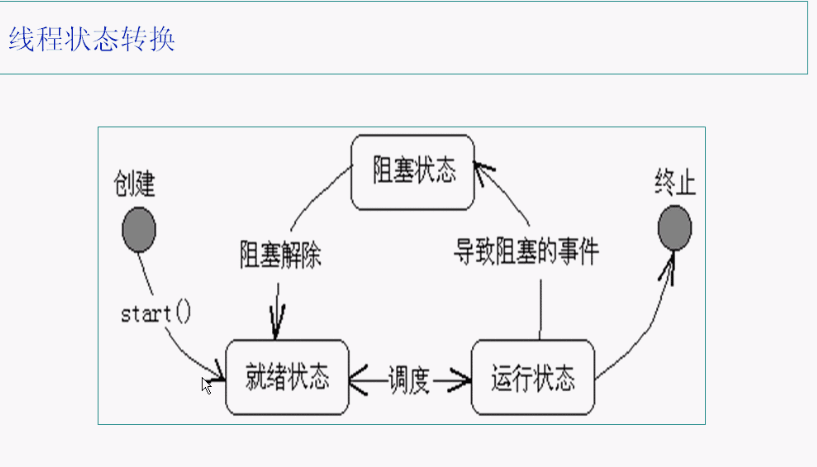 线程状态转换
阻塞状态
创建
终止
阻塞解除
导致阻塞的事件
start()
就绪状态
调度
运行状态